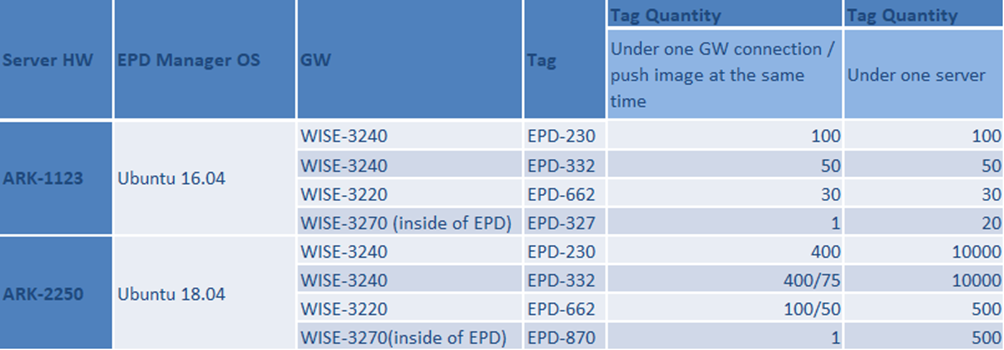 Server HW EPD Manager OS GW Tag Tag Quantity Tag Quantity
Under one GW connection /
push image at the same
time
Under one server
ARK-1123 Ubuntu 16.04
WISE-3240 EPD-230 100 100
WISE-3240 EPD-332 50 50
WISE-3220 EPD-662 30 30
WISE-3270 (inside of EPD) EPD-327 1 20
ARK-2250 Ubuntu 18.04
WISE-3240 EPD-230 400 10000
WISE-3240 EPD-332 400/75 10000
WISE-3220 EPD-662 100/50 500
WISE-3270(inside of EPD) EPD-870 1 500